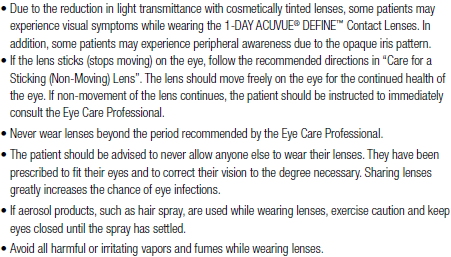 • Due to the reduction in light transmittance with cosmetically tinted lenses, some patients may
experience visual symptoms while wearing the 1-DAY ACUVUE® DEFINE™ Contact Lenses. In
addition, some patients may experience peripheral awareness due to the opaque iris pattern.
• If the lens sticks (stops moving) on the eye, follow the recommended directions in “Care for a
Sticking (Non-Moving) Lens”. The lens should move freely on the eye for the continued health of
the eye. If non-movement of the lens continues, the patient should be instructed to immediately
consult the Eye Care Professional.
• Never wear lenses beyond the period recommended by the Eye Care Professional.
• The patient should be advised to never allow anyone else to wear their lenses. They have been
prescribed to fit their eyes and to correct their vision to the degree necessary. Sharing lenses
greatly increases the chance of eye infections.
• If aerosol products, such as hair spray, are used while wearing lenses, exercise caution and keep
eyes closed until the spray has settled.
• Avoid all harmful or irritating vapors and fumes while wearing lenses.